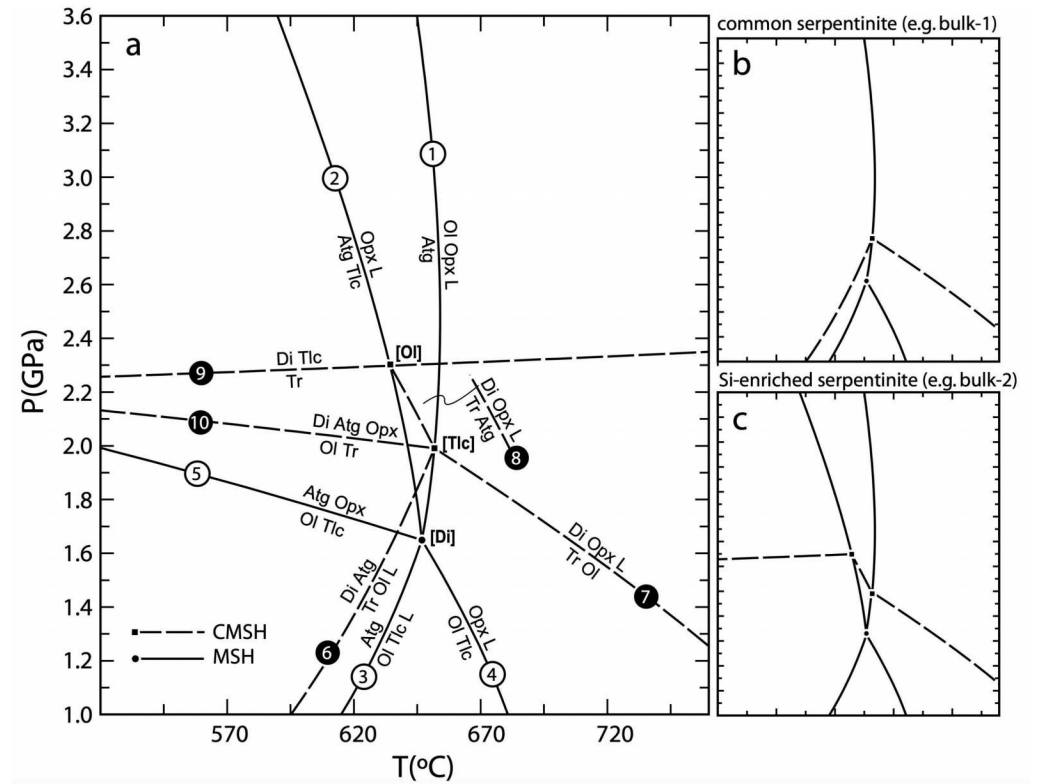 common serpentinite (e.g. bulk-1)
a
b
3.6
3.4
3.2
3.0
2.8
2.6
2.4
2.2
2.0
1.8
1.6
1.4
1.2
1.0
P(GPa)
1
2
Opx L
Atg Tlc
Ol Opx L
Atg
[Ol]
Di Tlc
Tr
9
Di Opx L
Tr Atg
8
10
Di Atg Opx
Ol Tr
[Tlc]
5
Atg Opx
Ol Tlc
[Di]
Di Opx L
Tr Ol
7
Di Atg
Tr Ol L
6
Atg
Ol Tlc L
3
Opx L
Ol Tlc
4
CMSH
MSH
570
620
670
720
T(ºC)
Si-enriched serpentinite (e.g. bulk-2)
c